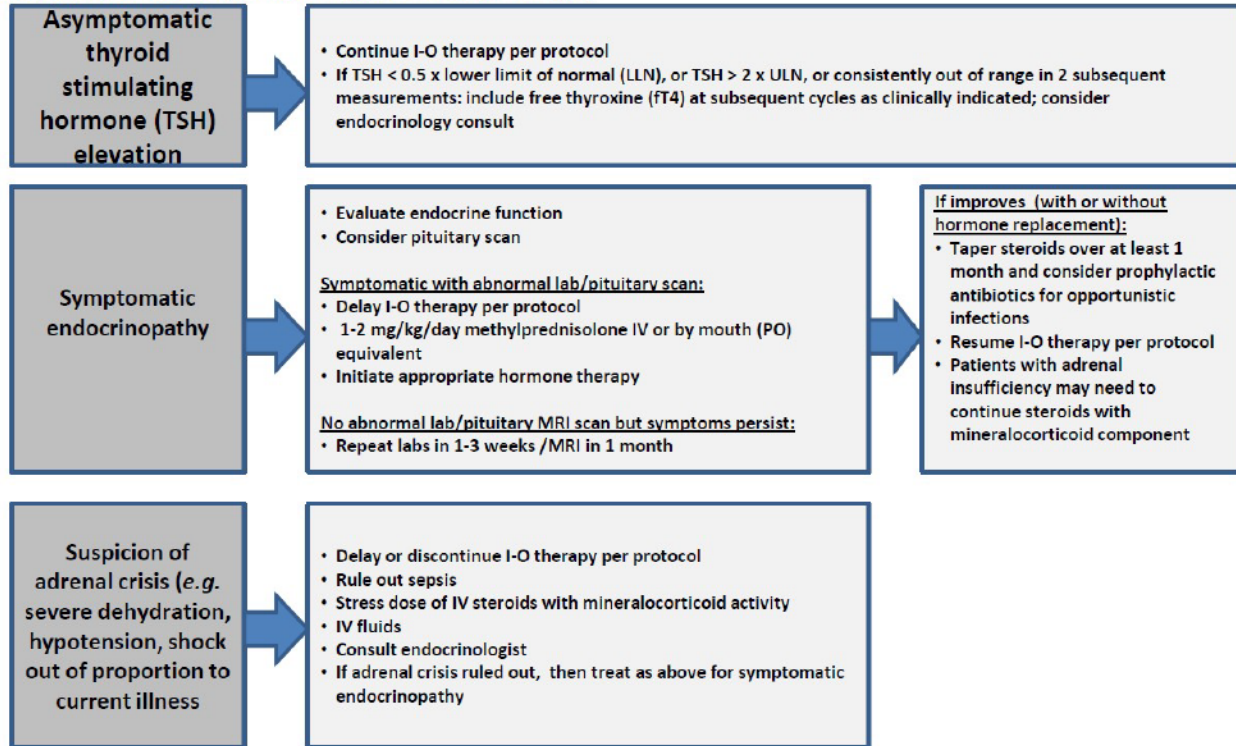 Asymptomatic
thyroid
stimulating
hormone (TSH)
elevation
• Continue I-O therapy per protocol
• If TSH < 0.5 x lower limit of normal (LLN), or TSH > 2 x ULN, or consistently out of range in 2 subsequent
measurements: include free thyroxine (fT4) at subsequent cycles as clinically indicated; consider
endocrinology consult
Symptomatic
endocrinopathy
• Evaluate endocrine function
• Consider pituitary scan
Symptomatic with abnormal lab/pituitary scan:
• Delay I-O therapy per protocol
• 1-2 mg/kg/day methylprednisolone IV or by mouth (PO)
equivalent
• Initiate appropriate hormone therapy
No abnormal lab/pituitary MRI scan but symptoms persist:
• Repeat labs in 1-3 weeks /MRI in 1 month
If improves (with or without
hormone replacement):
• Taper steroids over at least 1
month and consider prophylactic
antibiotics for opportunistic
infections
• Resume I-O therapy per protocol
• Patients with adrenal
insufficiency may need to
continue steroids with
mineralocorticoid component
Suspicion of
adrenal crisis (e.g.
severe dehydration,
hypotension, shock
out of proportion to
current illness
• Delay or discontinue I-O therapy per protocol
• Rule out sepsis
• Stress dose of IV steroids with mineralocorticoid activity
• IV fluids
• Consult endocrinologist
• If adrenal crisis ruled out, then treat as above for symptomatic
endocrinopathy